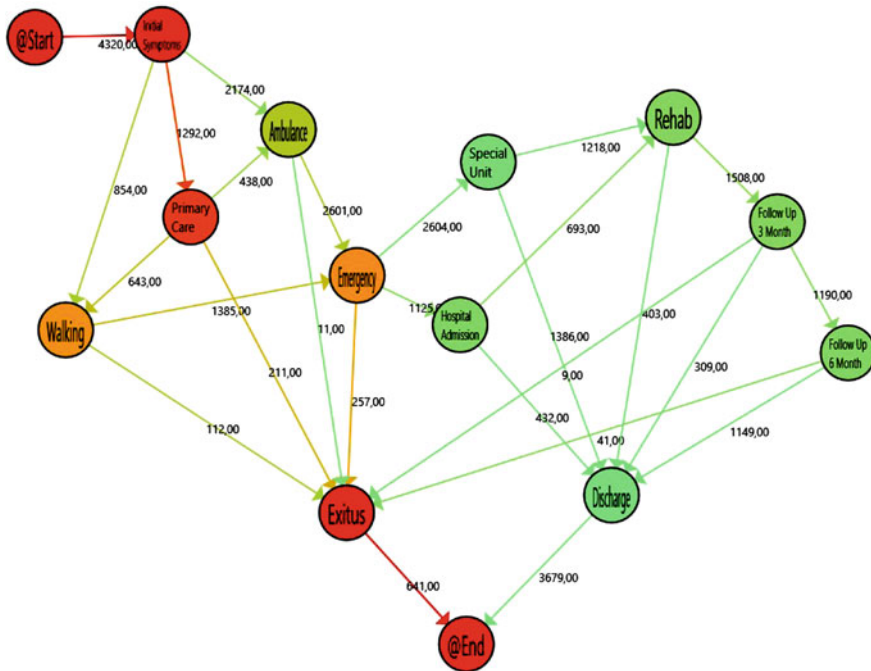 @Start
4320,00
Initial
Symptoms
2174,00
Ambulance
1292,00
438,00
854,00
Primary
Care
2601,00
643,00
Walking
1385,00
Emergency
Special
Unit
1218,00
Rehab
1508,00
2604,00
693,00
Follow Up
3 Month
1125,0
Hospital
Admission
1190,00
11,00
1386,00
403,00
Follow Up
6 Month
211,00
257,00
9,00
309,00
112,00
432,00
41,00
1149,00
Exitus
Discharge
641,00
3679,00
@End